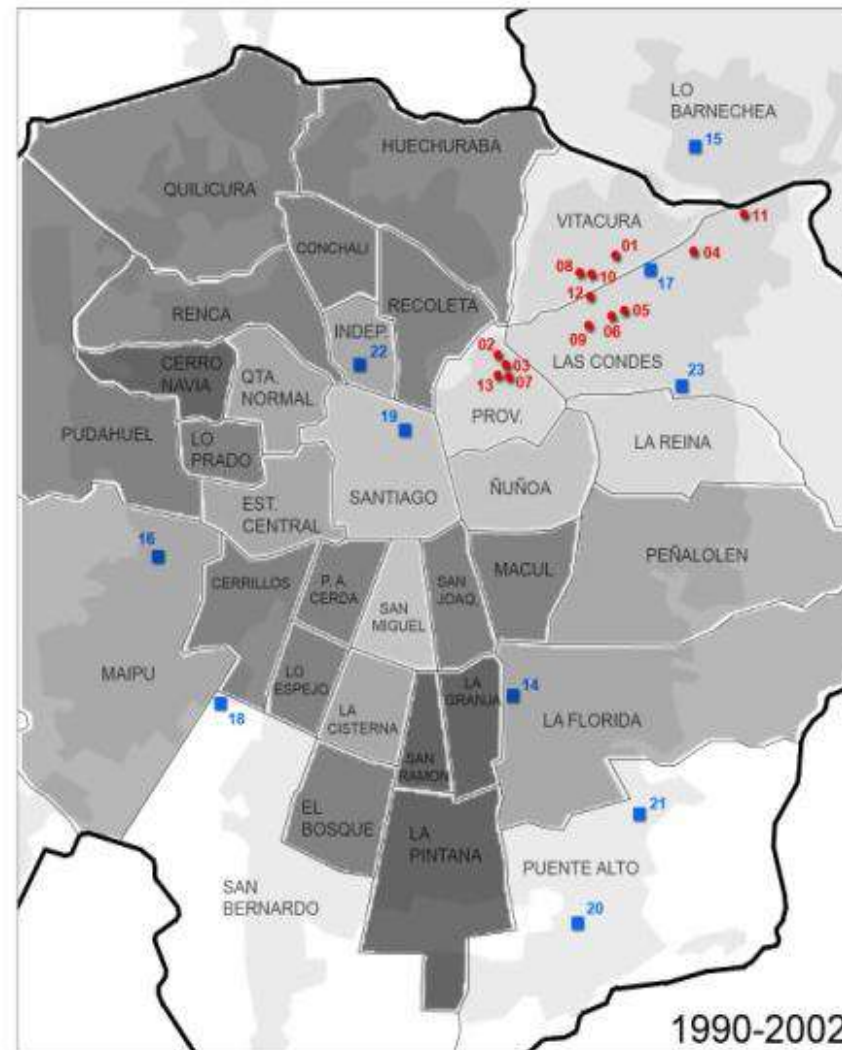 LO
BARNECHEA
15
HUECHURABA
QUILICURA
VITACURA
11
01
04
08
10
17
CONCHALI
12
RENCA
RECOLETA
05
INDEP.
09
06
02
22
CERRO
NAVIA
03
LAS CONDES
QTA.
NORMAL
13
07
23
PROV.
PUDAHUEL
LO
PRADO
19
LA REINA
SANTIAGO
ÑUÑOA
EST.
CENTRAL
16
PEÑALOLEN
MACUL
CERRILLOS
P. A.
CERDA
SAN
JOAQ.
SAN
MIGUEL
MAIPU
LO
ESPEJO
LA
GRANJA
14
18
LA
CISTERNA
LA FLORIDA
SAN
RAMON
EL
BOSQUE
21
LA
PINTANA
PUENTE ALTO
SAN
BERNARDO
20
1990-2002